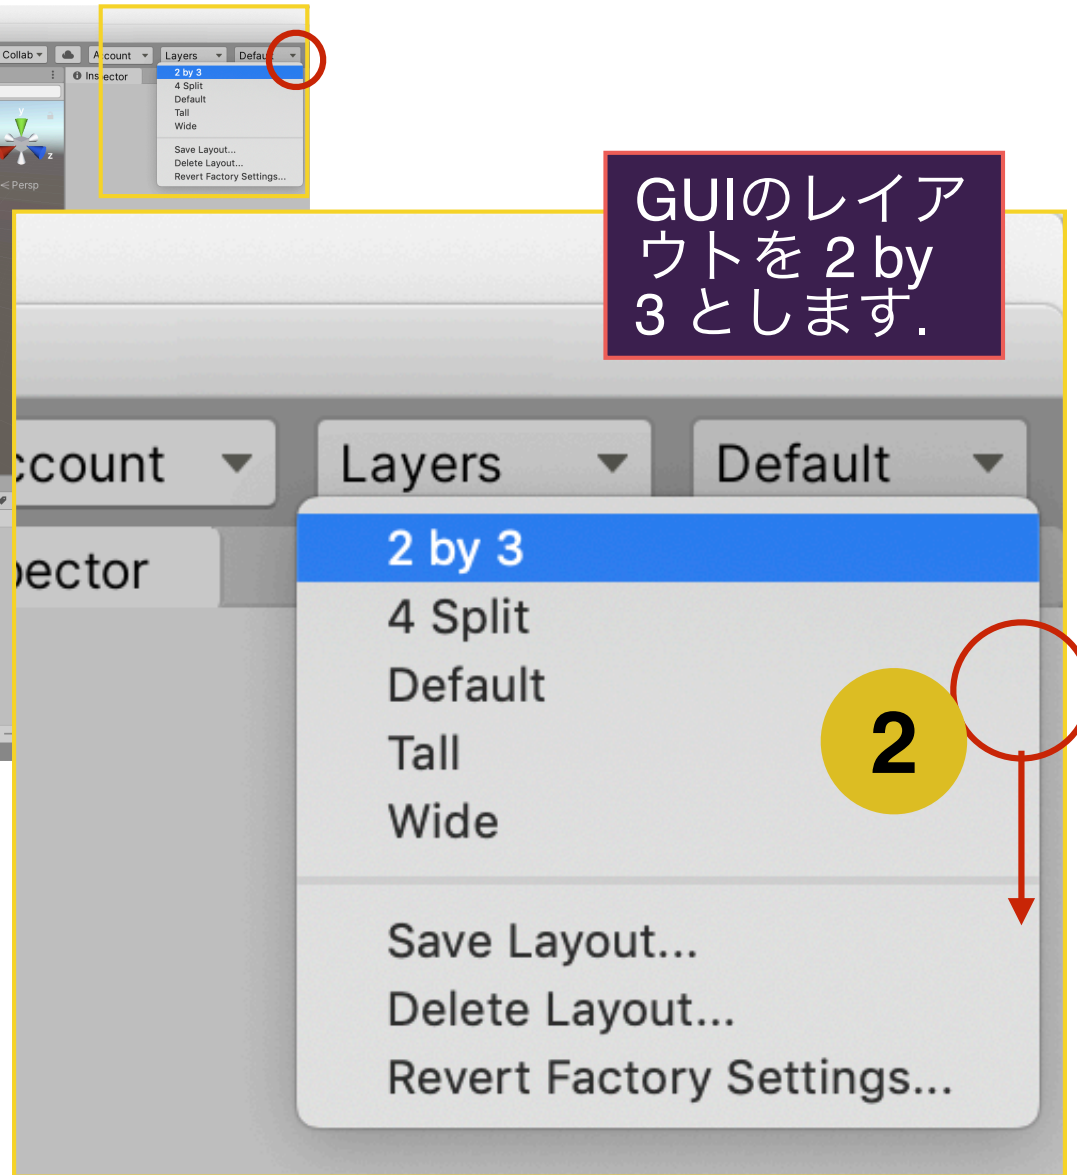 Collab
Account
Layers
Default
Inspector
2 by 3
4 Split
Default
Tall
Wide
Save Layout...
Delete Layout...
Revert Factory Settings...
y
z
Persp
GUIのレイア
ウトを 2 by
3 とします.
ccount
Layers
Default
pector
2 by 3
4 Split
Default
Tall
Wide
2
Save Layout...
Delete Layout...
Revert Factory Settings...